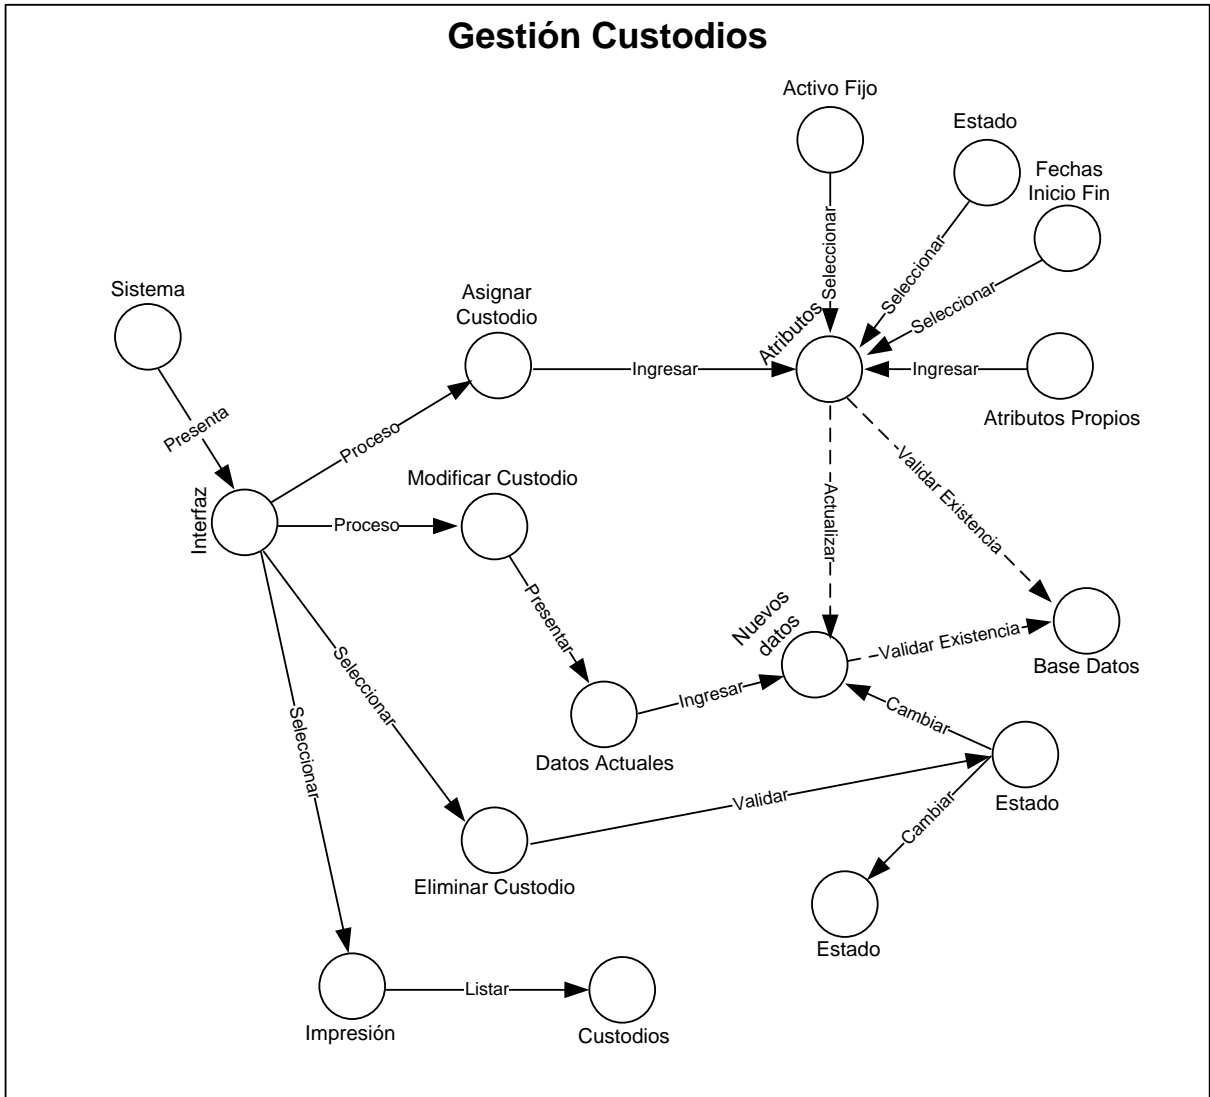 Gestión Custodios
Activo Fijo
Estado
Fechas
Inicio Fin
Seleccionar
Seleccionar
Seleccionar
Sistema
Asignar
Custodio
Atributos
Ingresar
Ingresar
Atributos Propios
Presenta
Proceso
Interfaz
Modificar Custodio
Proceso
Actualizar
Validar Existencia
Presentar
Nuevos
datos
Validar Existencia
Base Datos
Seleccionar
Seleccionar
Ingresar
Datos Actuales
Cambiar
Estado
Validar
Cambiar
Eliminar Custodio
Estado
Impresión
Listar
Custodios